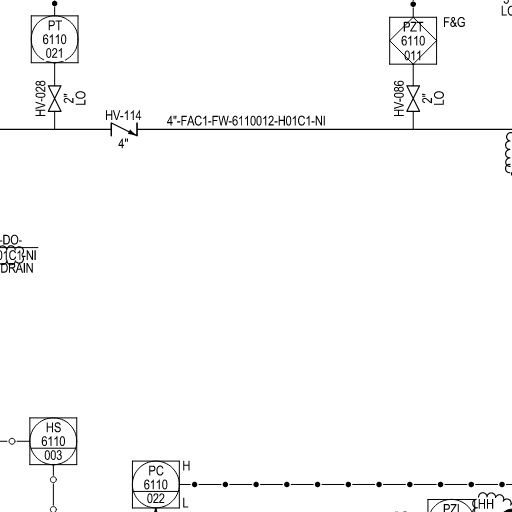 PT
6110
021
HV-028
2"
LO
HV-114
4"
4"-FAC1-FW-6110012-H01C1-NI
PZT
6110
011
F&G
HV-086
2"
LO
-DO-
01C1-NI
DRAIN
HS
6110
003
PC
6110
022
H
L
PZI
HH